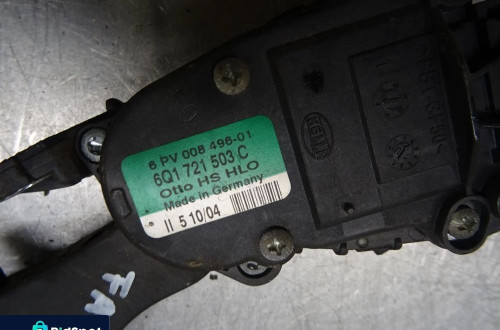 6 PV 008 496-01
6Q1 721 503 C
Otto HS HLO
Made in Germany
II 5 10/04
HELLA
BidSpot